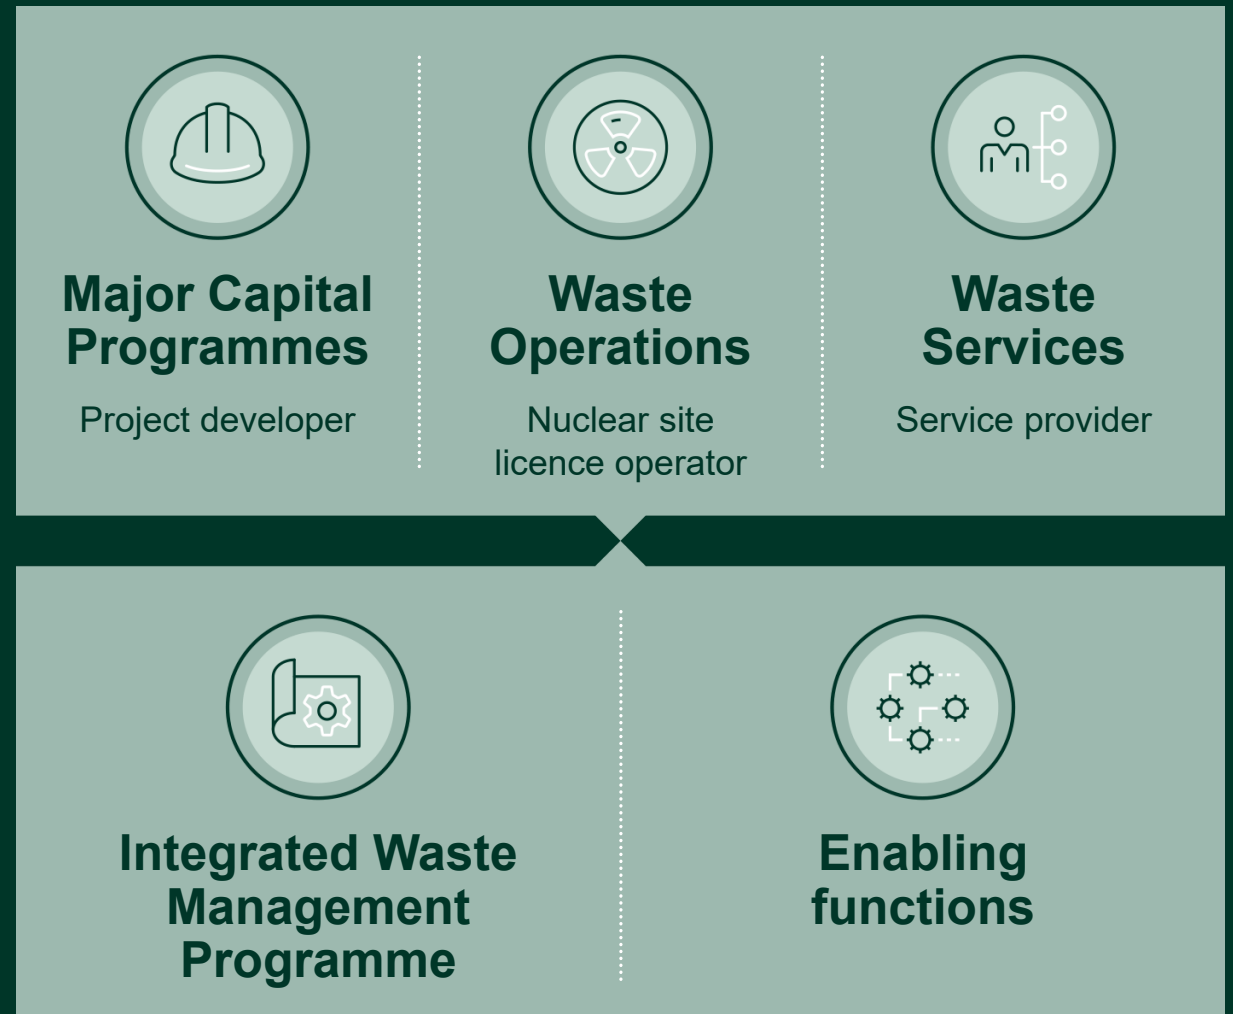 Major Capital
Programmes
Project developer
Waste
Operations
Nuclear site
licence operator
Waste
Services
Service provider
Integrated Waste
Management
Programme
Enabling
functions